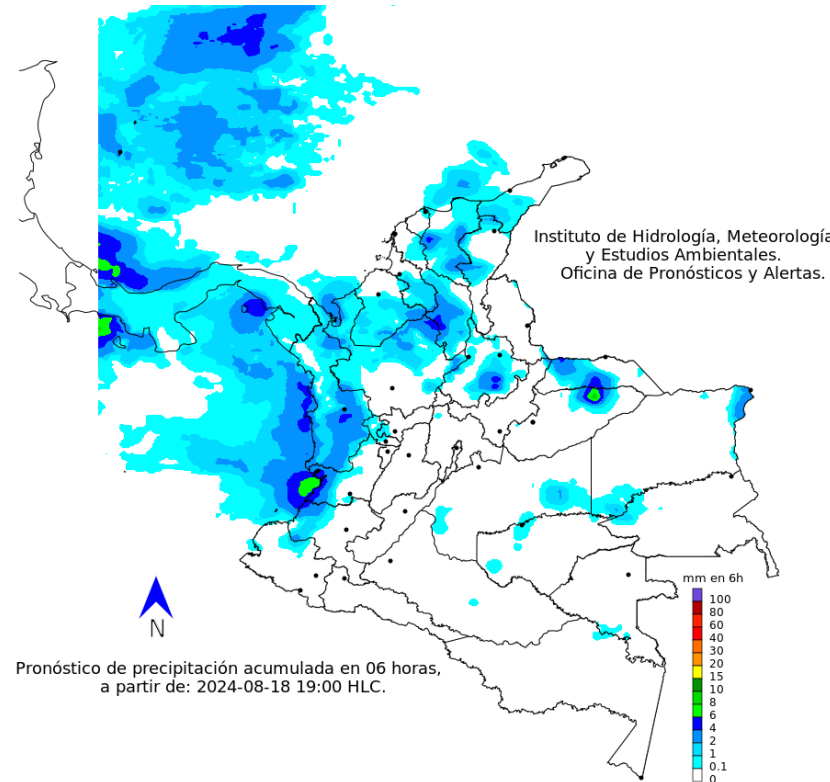 Instituto de Hidrología, Meteorología
y Estudios Ambientales.
Oficina de Pronósticos y Alertas.
mm en 6h
100
80
60
40
30
20
15
10
8
6
4
2
1
0.1
0
N
Pronóstico de precipitación acumulada en 06 horas,
a partir de: 2024-08-18 19:00 HLC.